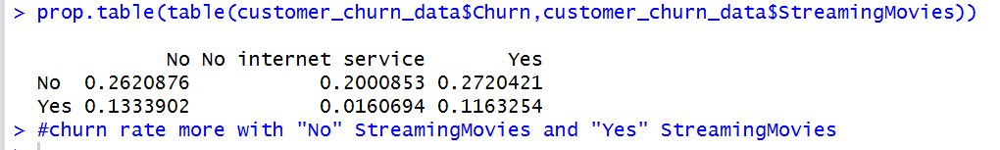 > prop.table(table(customer_churn_data$Churn,customer_churn_data$StreamingMovies))
No No internet service Yes
No 0.2620876 0.2000853 0.2720421
Yes 0.1333902 0.0160694 0.1163254
> #churn rate more with "No" StreamingMovies and "Yes" StreamingMovies